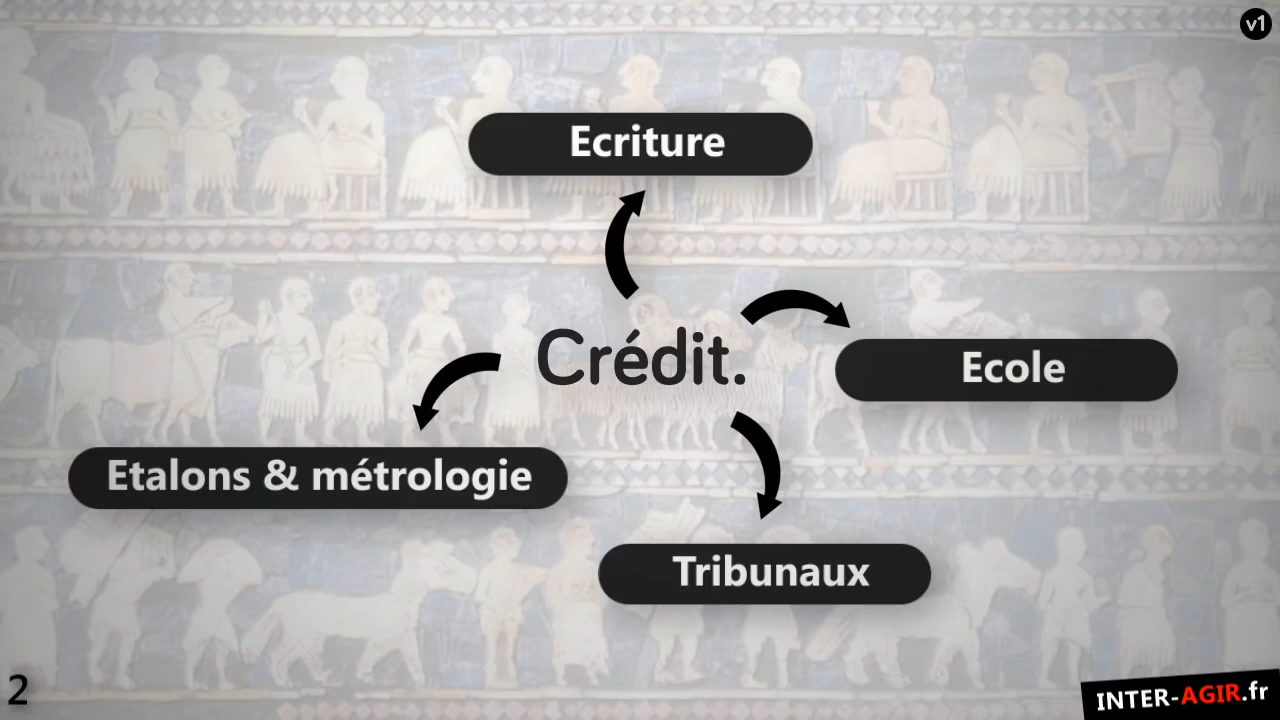 v1
Ecriture
Crédit.
Ecole
Etalons & métrologie
Tribunaux
2
INTER-AGIR.fr